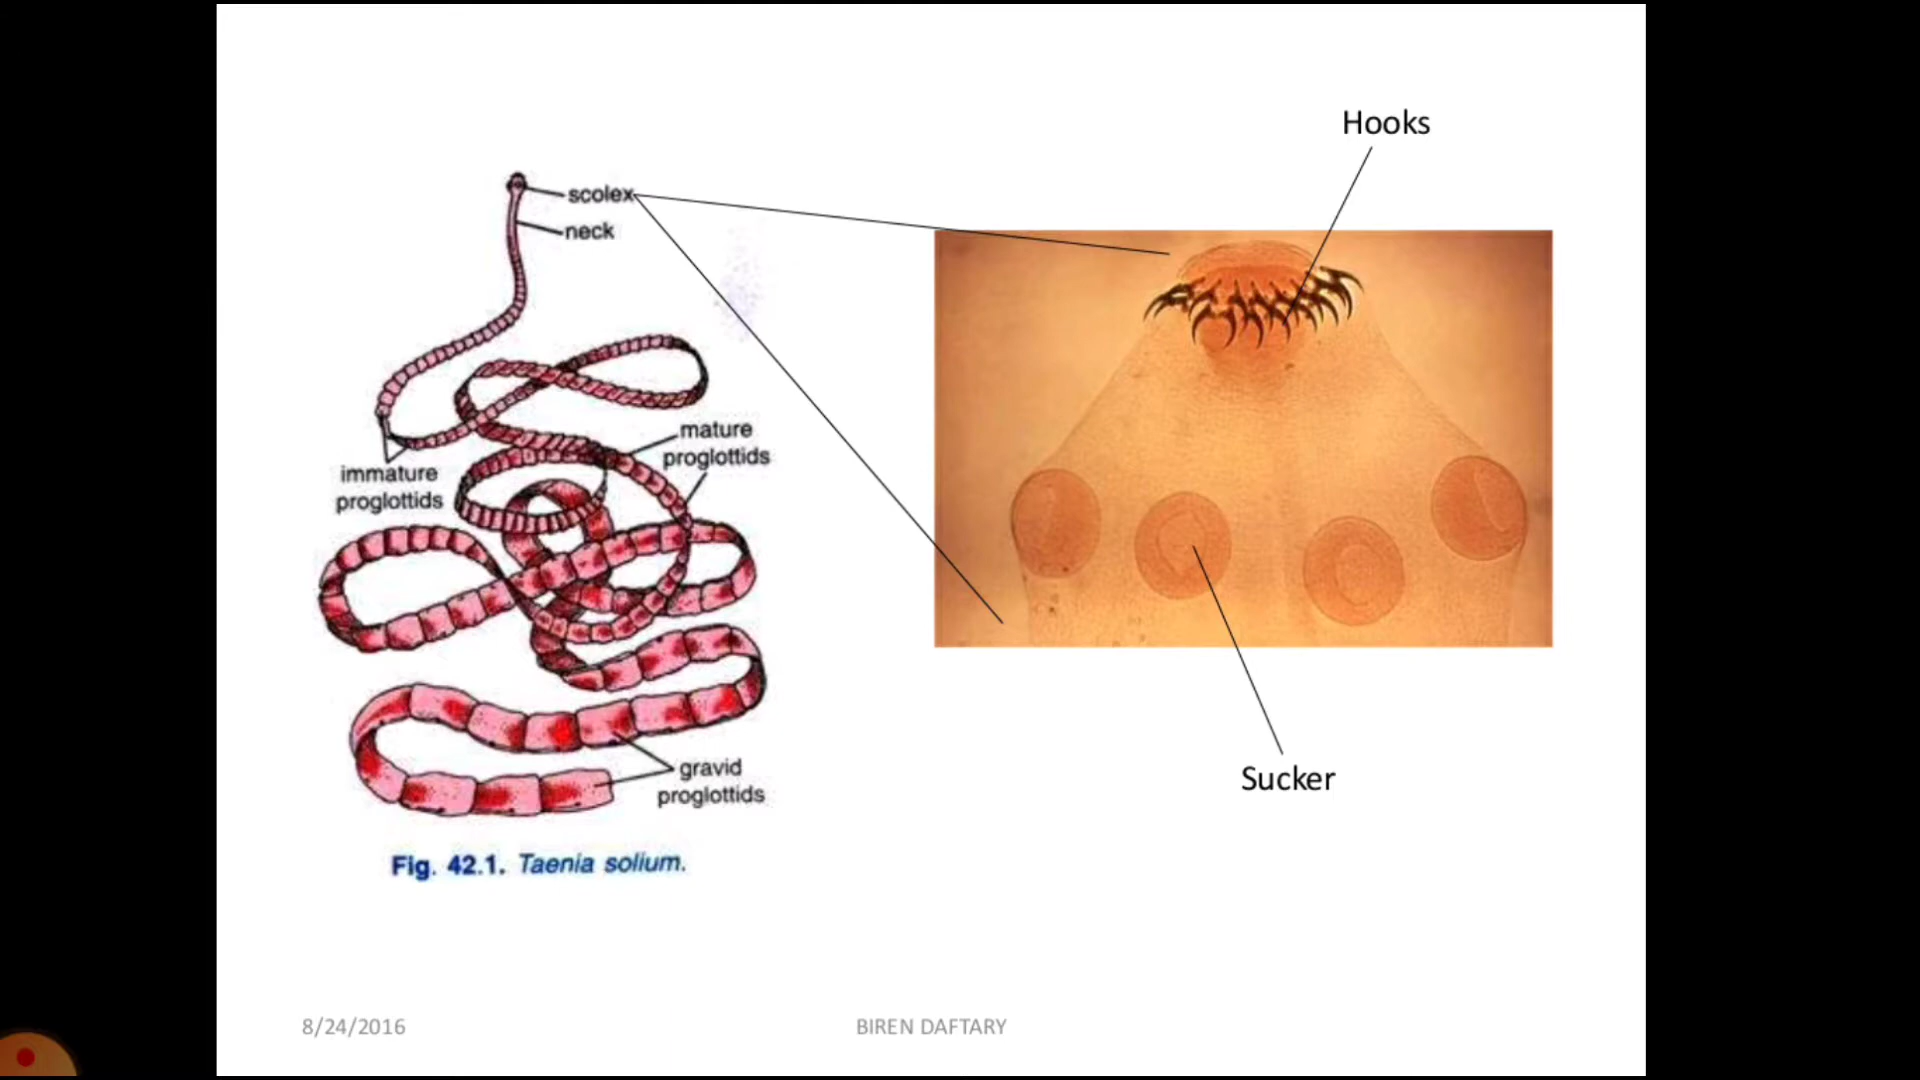 Hooks
scolex
neck
mature
proglottids
immature
proglottids
gravid
proglottids
Sucker
Fig. 42.1. Taenia solium.
8/24/2016
BIREN DAFTARY